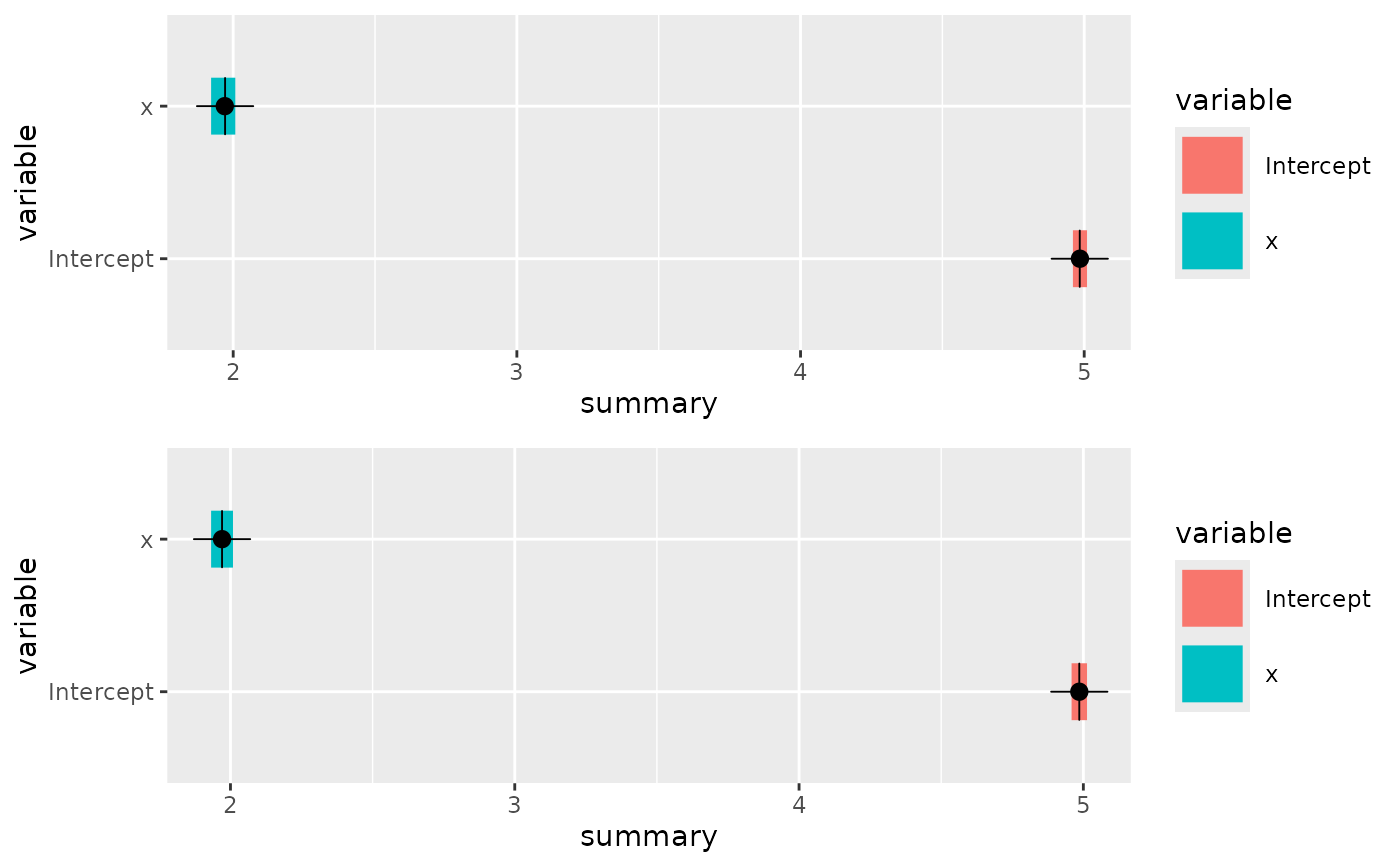 variable
x
Intercept
2 3 4 5
summary
variable
Intercept
x
variable
x
Intercept
2 3 4 5
summary
variable
Intercept
x